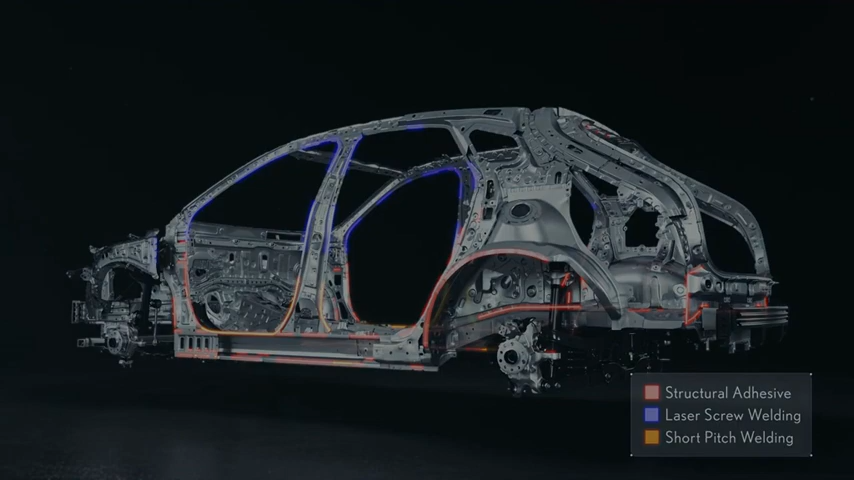 Structural Adhesive
Laser Screw Welding
Short Pitch Welding